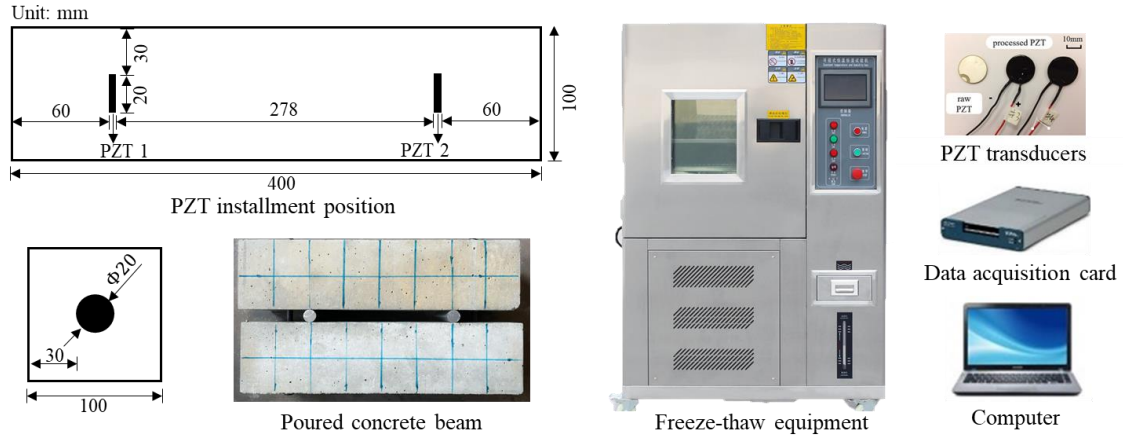 Unit: mm
30
20
60
278
60
100
PZT 1
PZT 2
400
PZT installment position
Φ20
30
100
Poured concrete beam
Freeze-thaw equipment
processed PZT
10mm
raw
PZT
-
+
PZT transducers
Data acquisition card
Computer